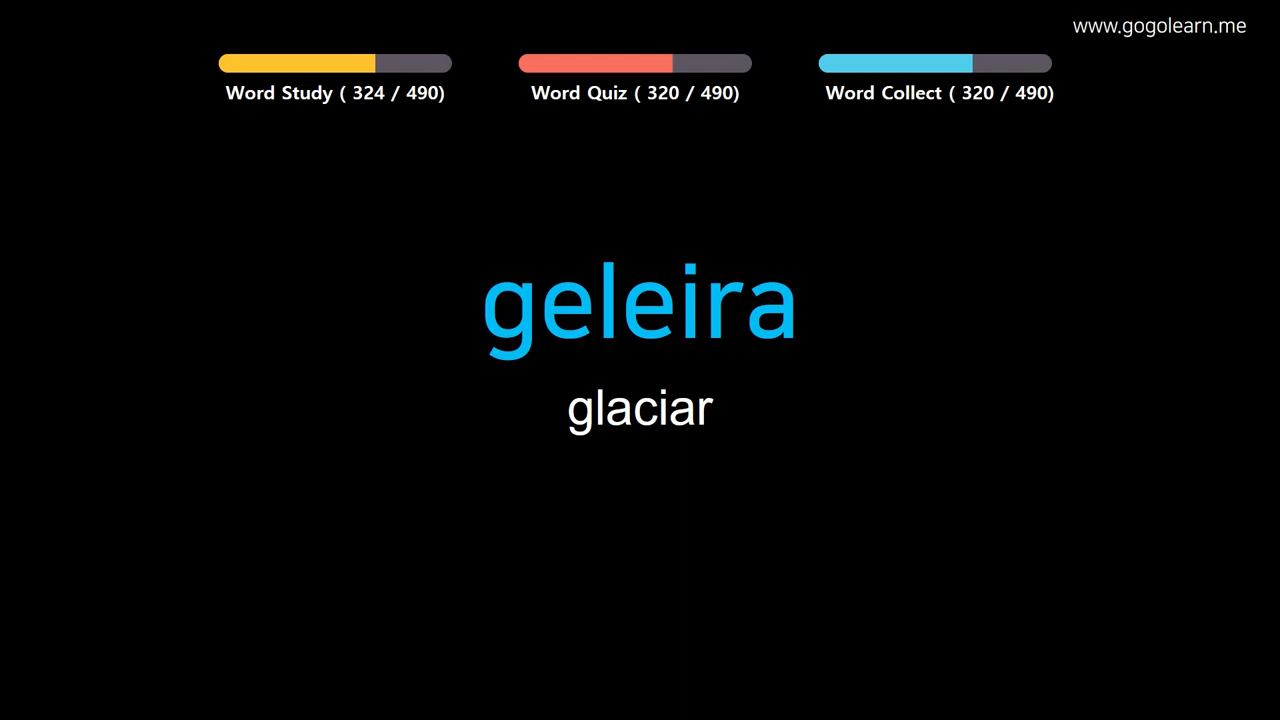 www.gogolearn.me
Word Study ( 324 / 490)
Word Quiz ( 320 / 490)
Word Collect ( 320 / 490)
geleira
glaciar